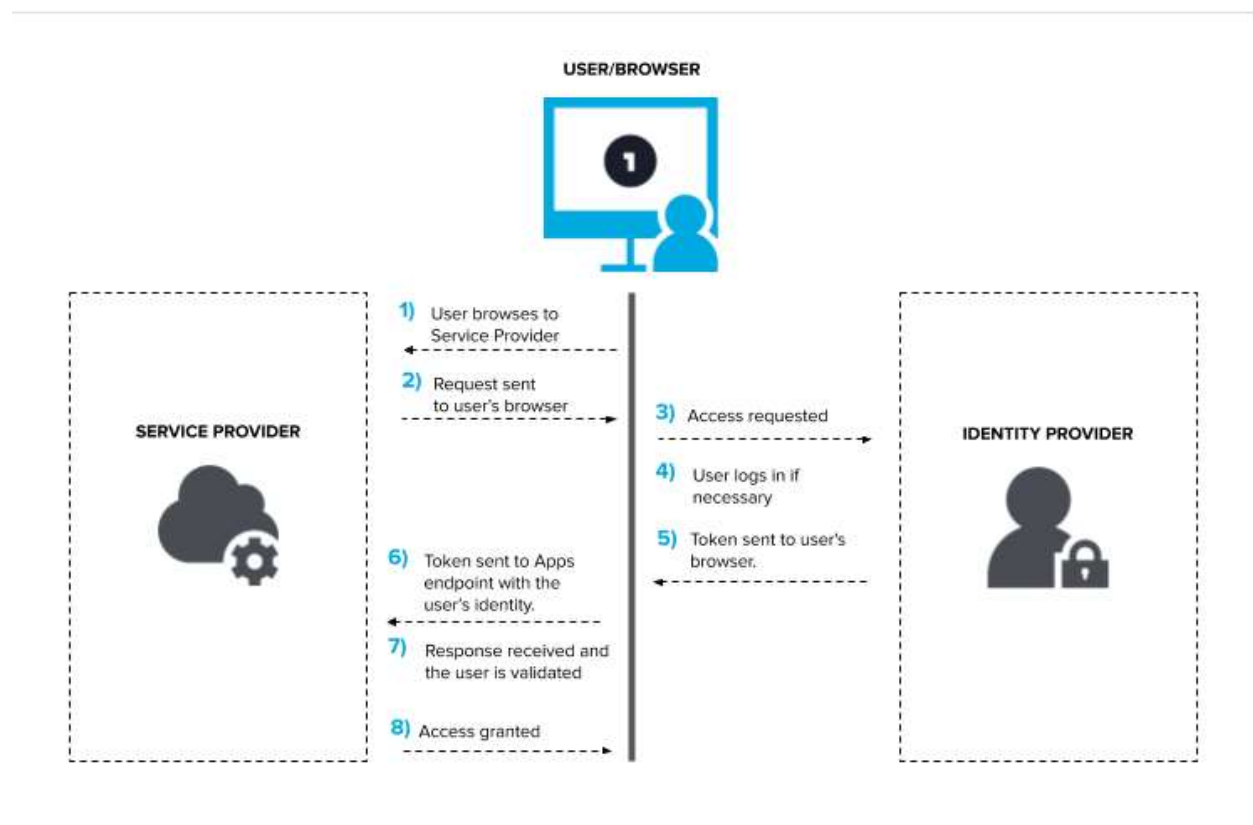 USER/BROWSER
1
1) User browses to
Service Provider
2) Request sent
to user's browser
3) Access requested
SERVICE PROVIDER
IDENTITY PROVIDER
4) User logs in if
necessary
5) Token sent to user's
browser.
6) Token sent to Apps
endpoint with the
user's identity.
7) Response received and
the user is validated
8) Access granted